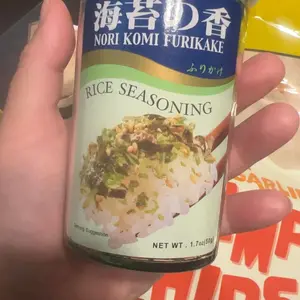 海苔の香
NORI KOMI FURIKAKE
ふりかけ
RICE SEASONING
Serving Suggestion
NET WT. 1.7oz(50g)